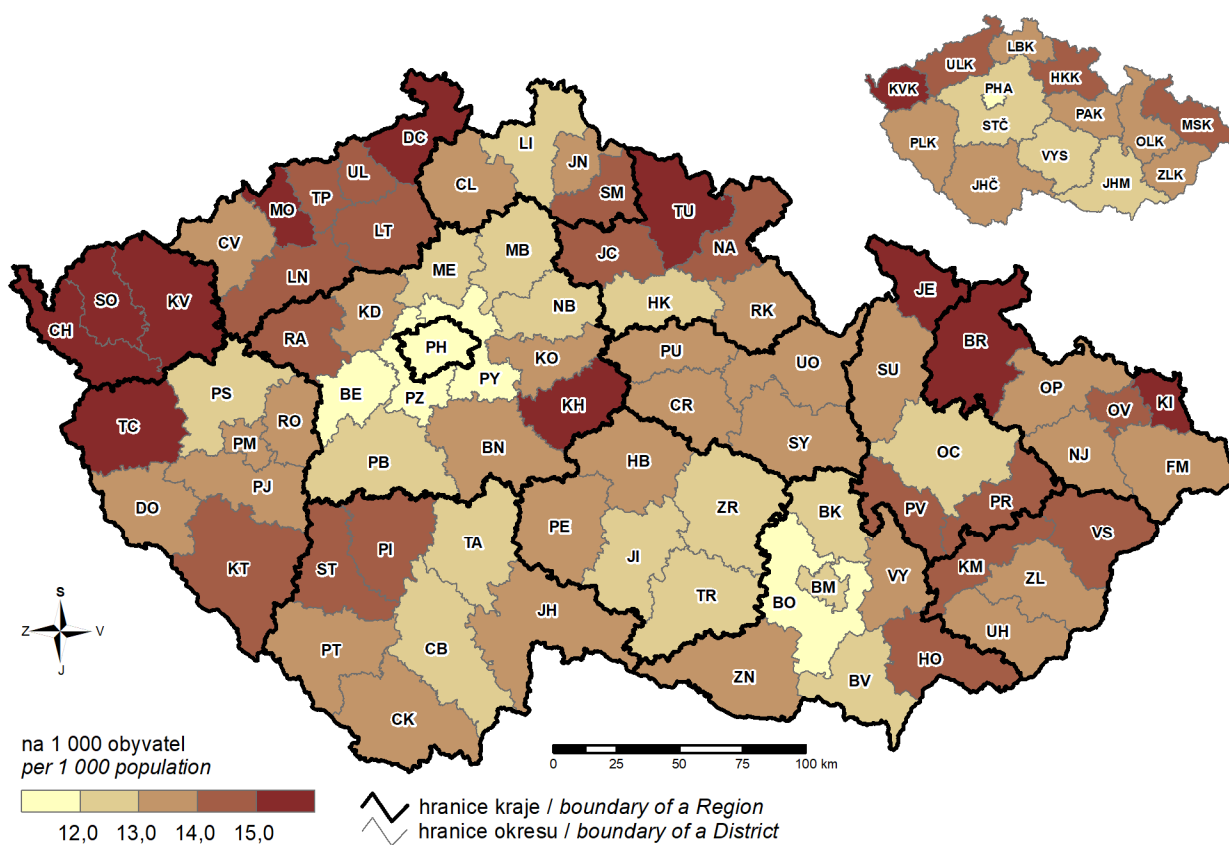 LBK
ULK
HKK
KVK
PHA
STČ
PAK
MSK
PLK
OLK
VYS
ZLK
JHČ
JHM
DC
LI
UL
JN
CL
TP
MO
SM
TU
LT
CV
MB
NA
JC
ME
LN
SO
KV
JE
KD
NB
HK
RK
CH
RA
BR
PH
KO
PU
UO
SU
OP
PS
BE
PZ
PY
KH
CR
OV
KI
TC
RO
PM
BN
SY
OC
NJ
FM
PB
HB
PJ
DO
PV
PR
ZR
BK
PE
TA
PI
ST
KT
JI
VS
KM
VY
ZL
BM
BO
TR
JH
UH
PT
CB
HO
ZN
BV
CK
S
Z V
J
na 1 000 obyvatel
per 1 000 population
12,0 13,0 14,0 15,0
0 25 50 75 100 km
hranice kraje / boundary of a Region
hranice okresu / boundary of a District